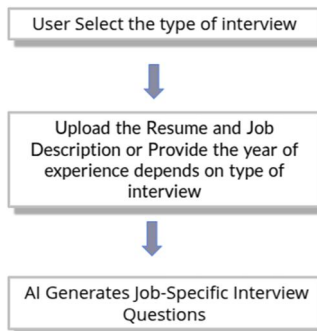 User Select the type of interview
Upload the Resume and Job
Description or Provide the year of
experience depends on type of
interview
AI Generates Job-Specific Interview
Questions